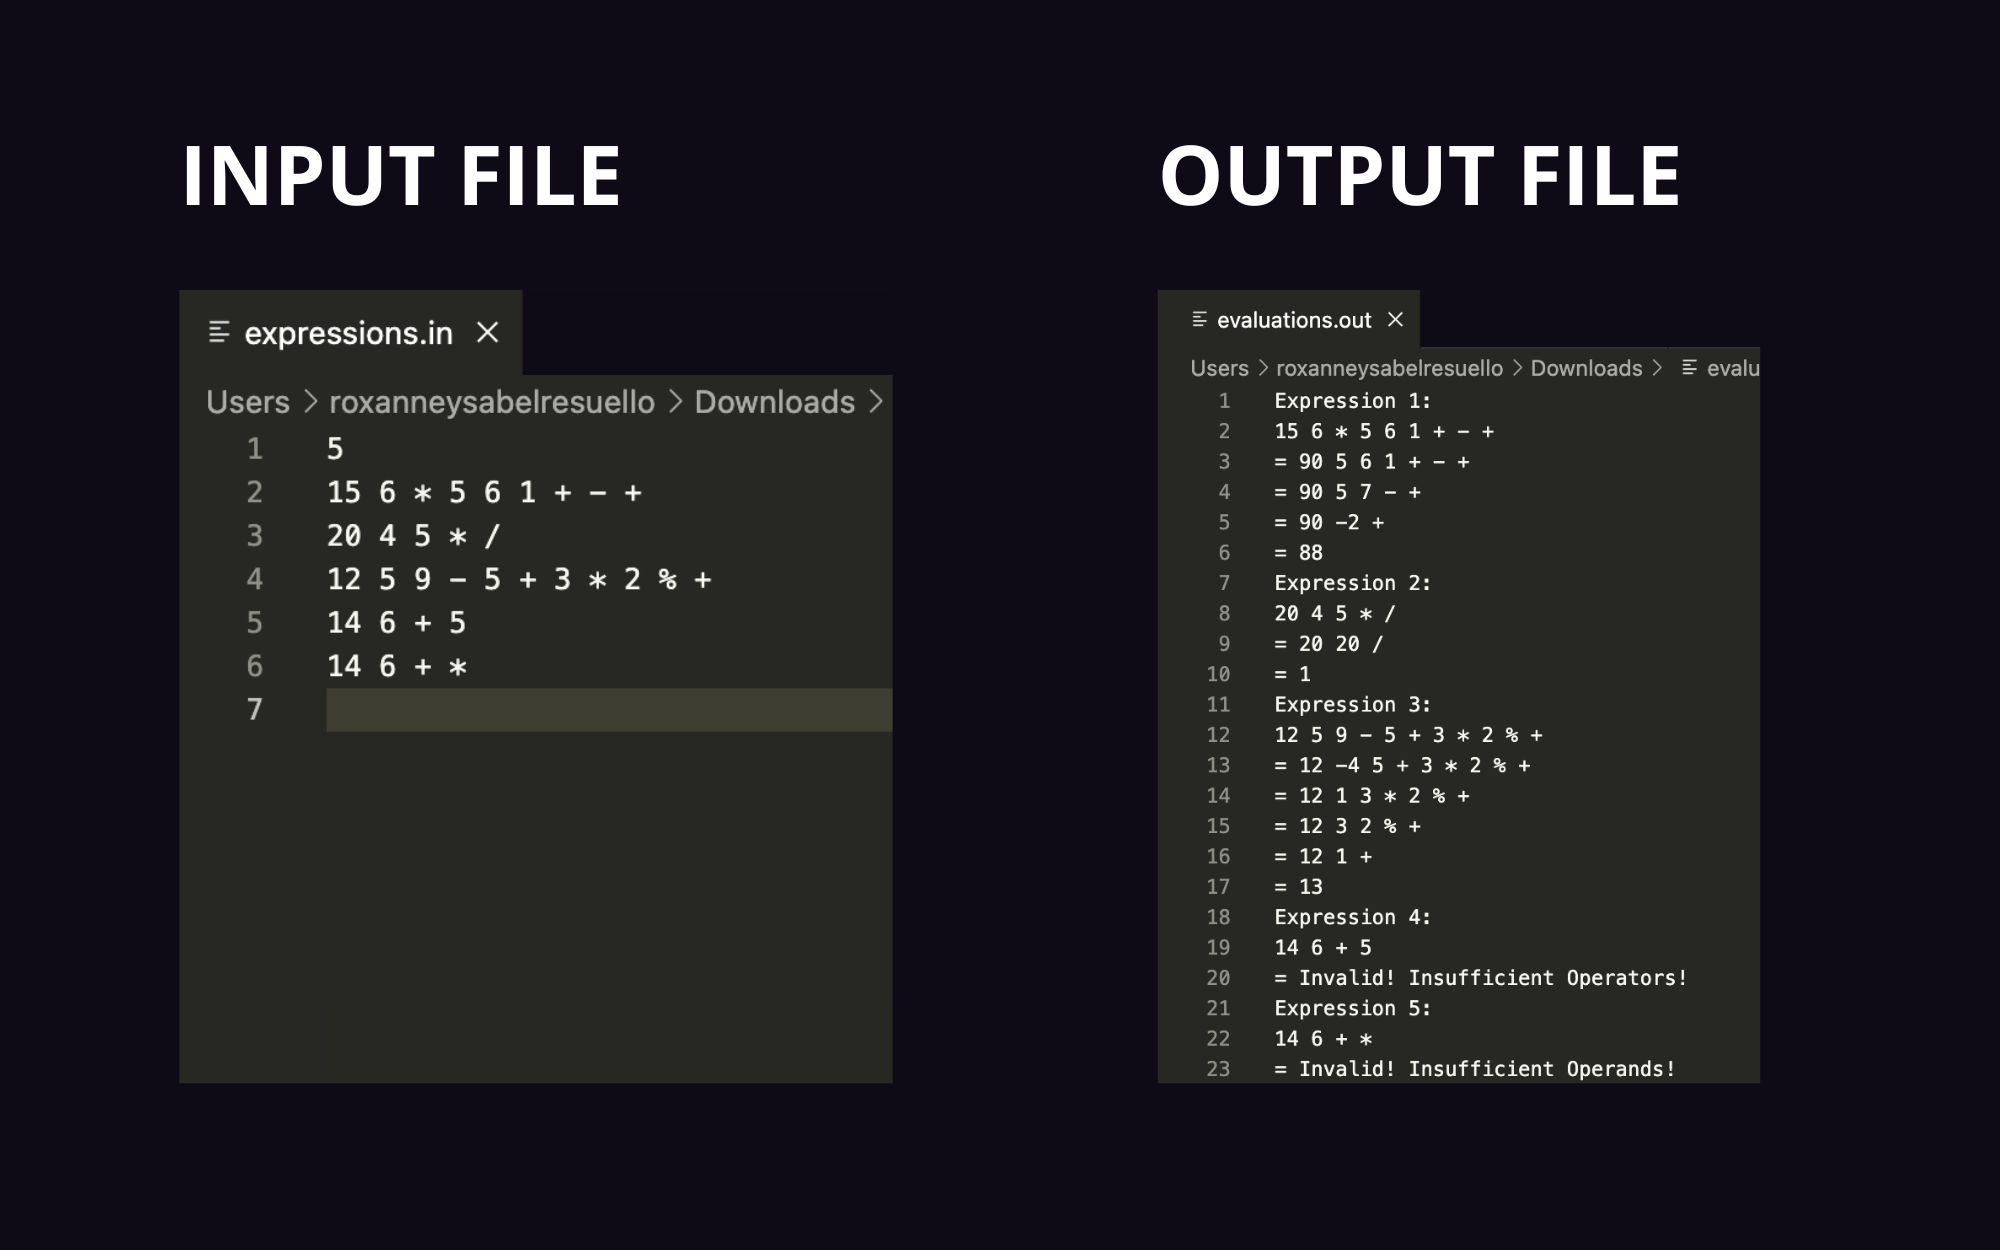 INPUT FILE
expressions.in
Users > roxanneysabelresuello > Downloads >
1 5
2 15 6 * 5 6 1 + - +
3 20 4 5 * /
4 12 5 9 - 5 + 3 * 2 % +
5 14 6 + 5
6 14 6 + *
7
OUTPUT FILE
evaluations.out
Users > roxanneysabelresuello > Downloads > evalu
1 Expression 1:
2 15 6 * 5 6 1 + - +
3 = 90 5 6 1 + - +
4 = 90 5 7 - +
5 = 90 -2 +
6 = 88
7 Expression 2:
8 20 4 5 * /
9 = 20 20 /
10 = 1
11 Expression 3:
12 12 5 9 - 5 + 3 * 2 % +
13 = 12 -4 5 + 3 * 2 % +
14 = 12 1 3 * 2 % +
15 = 12 3 2 % +
16 = 12 1 +
17 = 13
18 Expression 4:
19 14 6 + 5
20 = Invalid! Insufficient Operators!
21 Expression 5:
22 14 6 + *
23 = Invalid! Insufficient Operands!